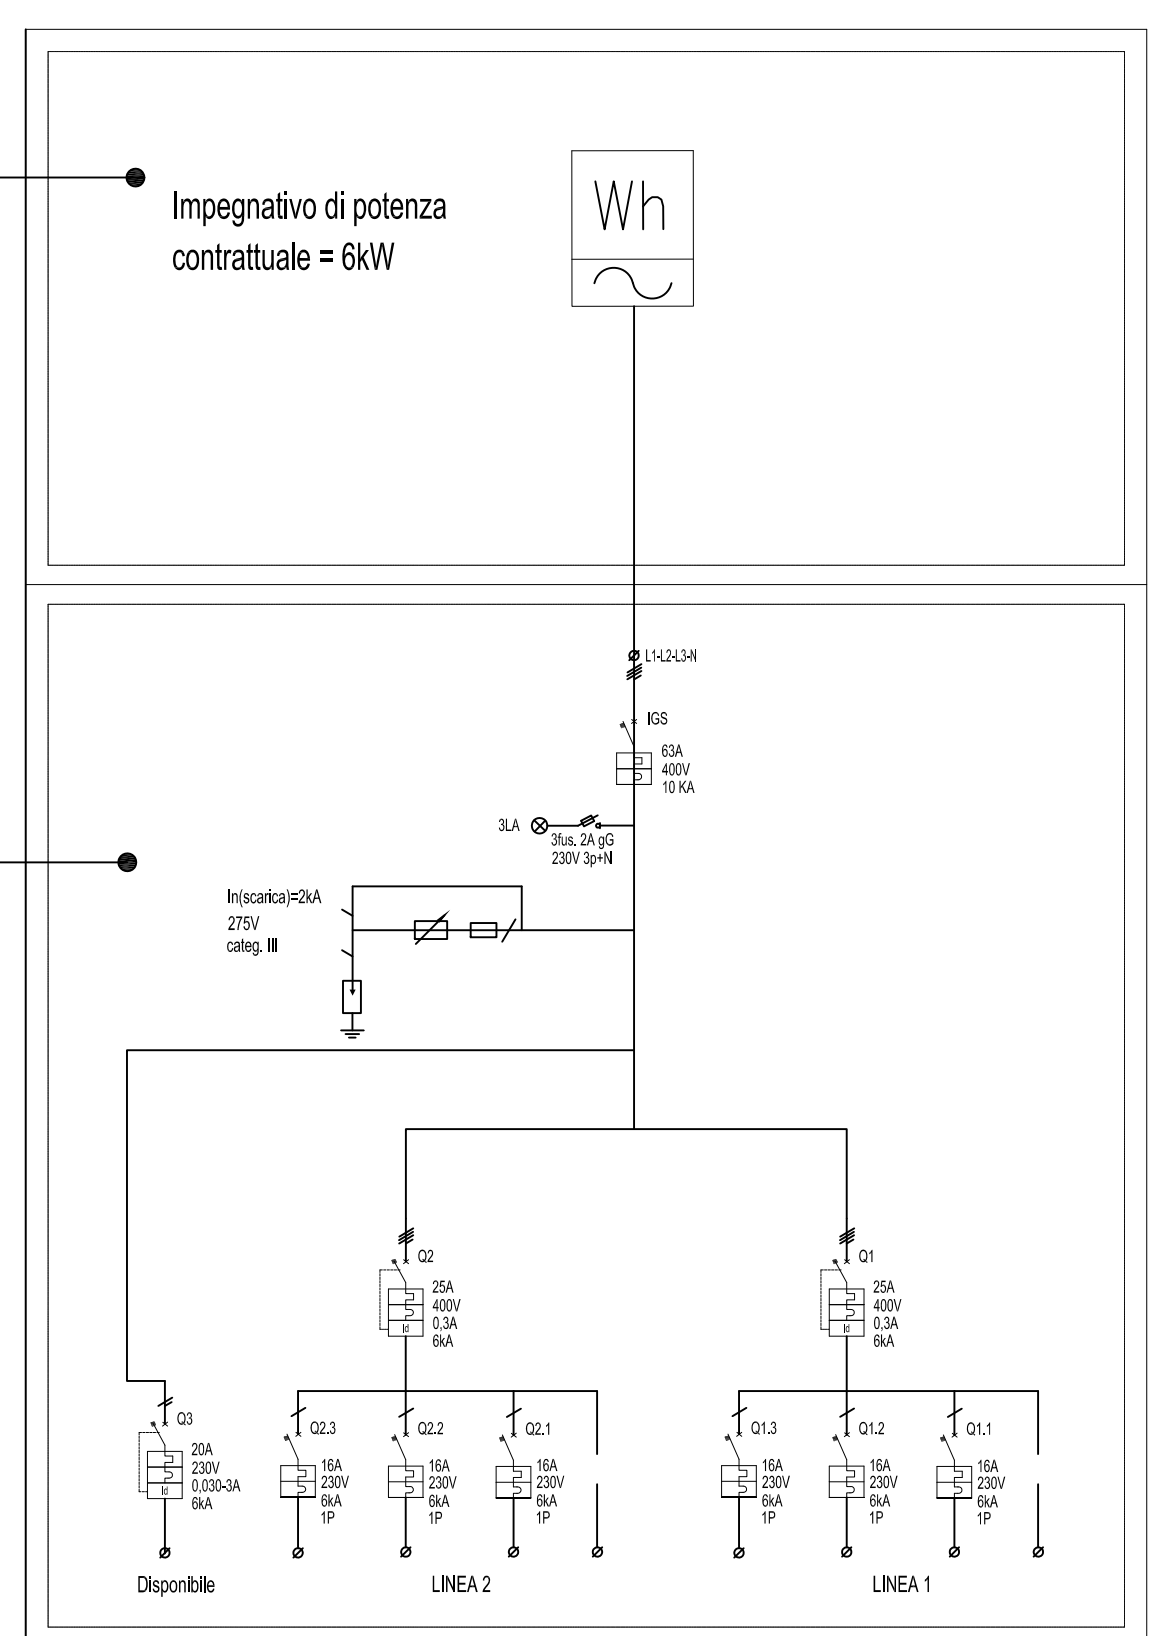 Impegnativo di potenza
contrattuale = 6kW
Wh
L1-L2-L3-N
IGS
63A
400V
10 KA
3LA
3fus. 2A gG
230V 3p+N
In(scarica)=2kA
275V
categ. III
Q2
25A
400V
0,3A
6kA
Id
Q1
25A
400V
0,3A
6kA
Id
Q3
20A
230V
0,030-3A
6kA
Id
Q2.3
16A
230V
6kA
1P
Q2.2
16A
230V
6kA
1P
Q2.1
16A
230V
6kA
1P
Q1.3
16A
230V
6kA
1P
Q1.2
16A
230V
6kA
1P
Q1.1
16A
230V
6kA
1P
Disponibile
LINEA 2
LINEA 1